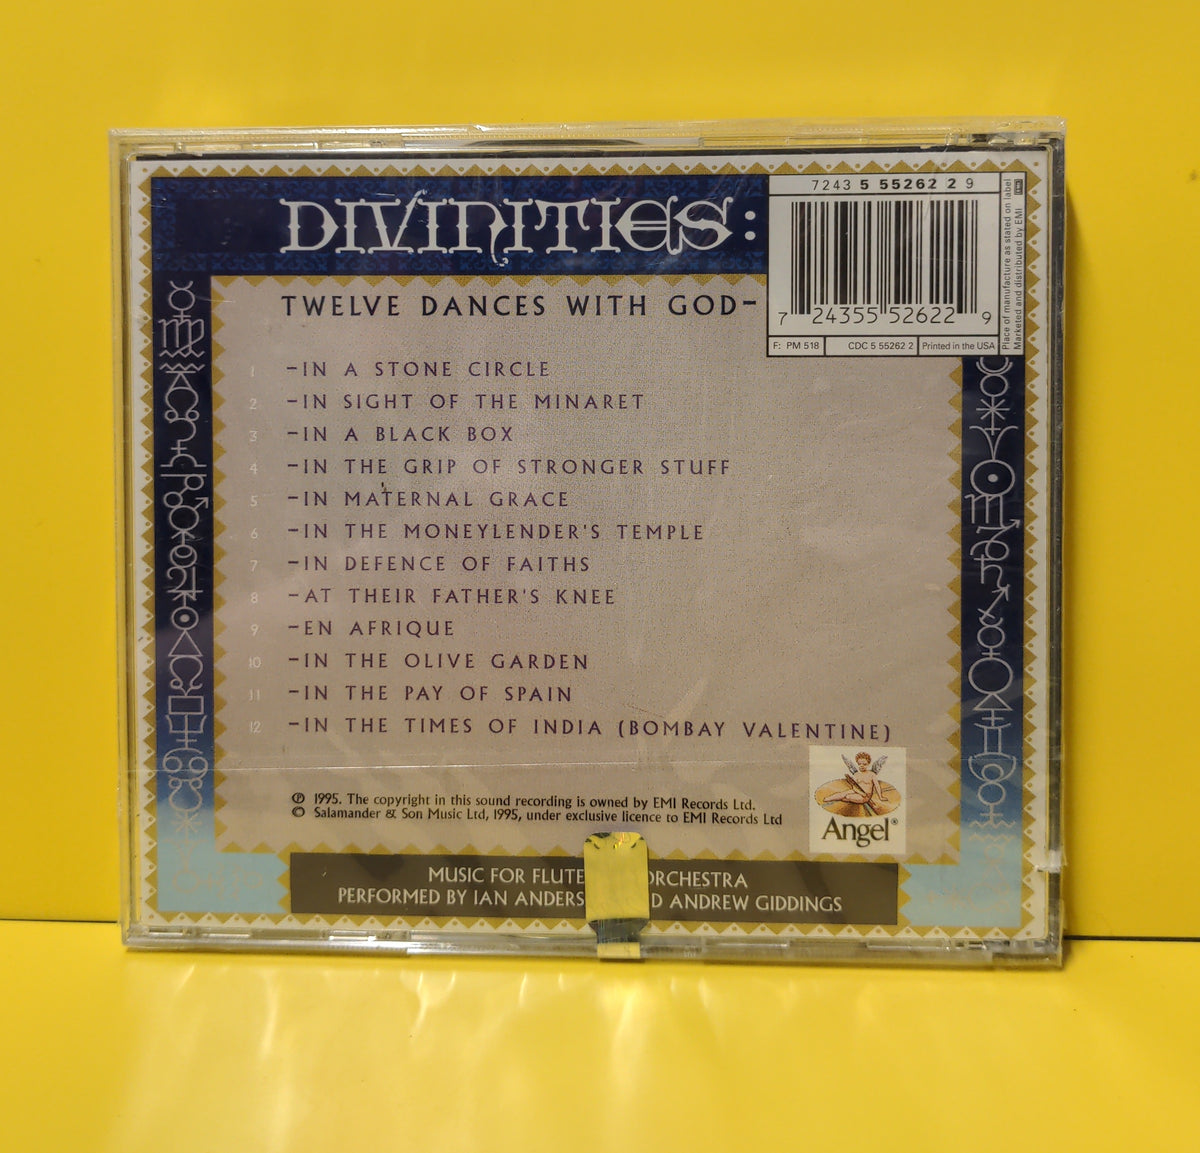 DIVINITIES:
TWELVE DANCES WITH GOD-
7243 5 55262 2 9
7 24355 52622 9
F: PM 518
CDC 5 55262 2
Printed in the USA
Place of manufacture as stated on label
Marketed and distributed by EMI
1 -IN A STONE CIRCLE
2 -IN SIGHT OF THE MINARET
3 -IN A BLACK BOX
4 -IN THE GRIP OF STRONGER STUFF
5 -IN MATERNAL GRACE
6 -IN THE MONEYLENDER'S TEMPLE
7 -IN DEFENCE OF FAITHS
8 -AT THEIR FATHER'S KNEE
9 -EN AFRIQUE
10 -IN THE OLIVE GARDEN
11 -IN THE PAY OF SPAIN
12 -IN THE TIMES OF INDIA (BOMBAY VALENTINE)
℗ 1995. The copyright in this sound recording is owned by EMI Records Ltd.
© Salamander & Son Music Ltd, 1995, under exclusive licence to EMI Records Ltd
Angel®
MUSIC FOR FLUTE ORCHESTRA
PERFORMED BY IAN ANDERS D ANDREW GIDDINGS